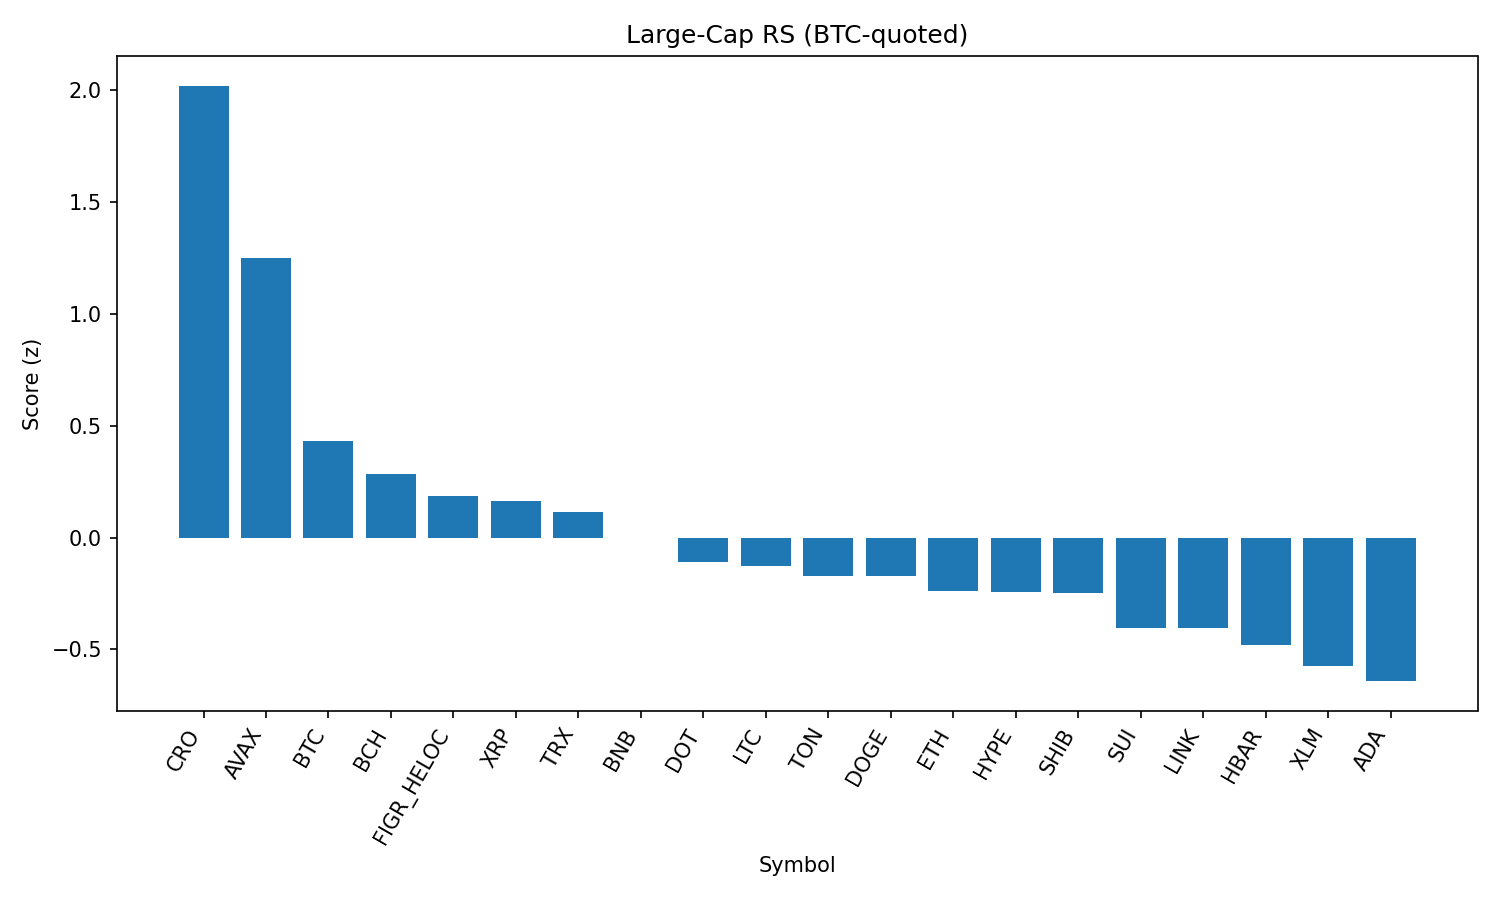 Large-Cap RS (BTC-quoted)
Score (z)
2.0
1.5
1.0
0.5
0.0
−0.5
CRO
AVAX
BTC
BCH
FIGR_HELOC
XRP
TRX
BNB
DOT
LTC
TON
DOGE
ETH
HYPE
SHIB
SUI
LINK
HBAR
XLM
ADA
Symbol